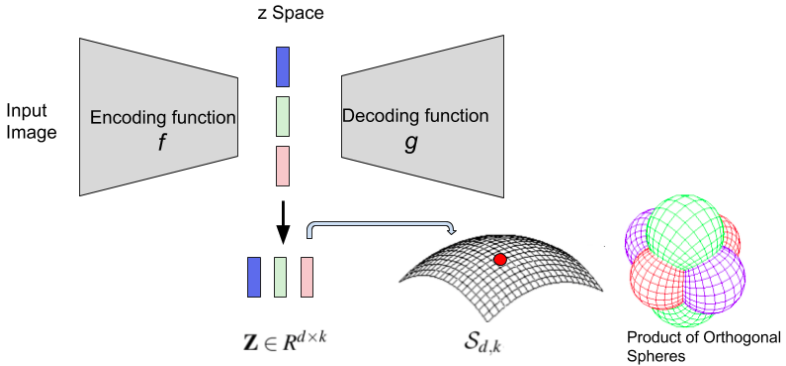 z Space
Input
Image
Encoding function
f
Decoding function
g
Z ∈ R^{d×k}
S_{d,k}
Product of Orthogonal
Spheres